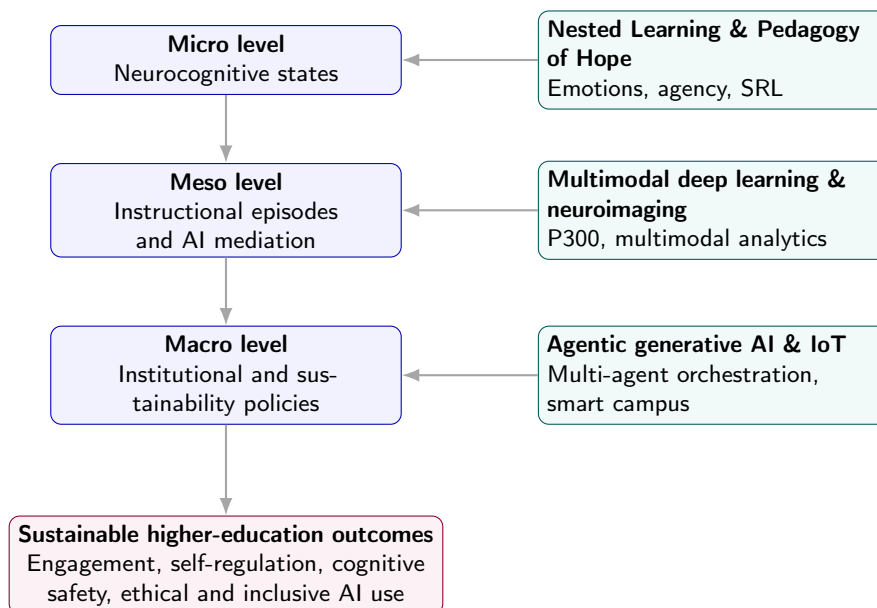 Micro level
Neurocognitive states
Nested Learning & Pedagogy
of Hope
Emotions, agency, SRL
Meso level
Instructional episodes
and AI mediation
Multimodal deep learning &
neuroimaging
P300, multimodal analytics
Macro level
Institutional and sus-
tainability policies
Agentic generative AI & IoT
Multi-agent orchestration,
smart campus
Sustainable higher-education outcomes
Engagement, self-regulation, cognitive
safety, ethical and inclusive AI use